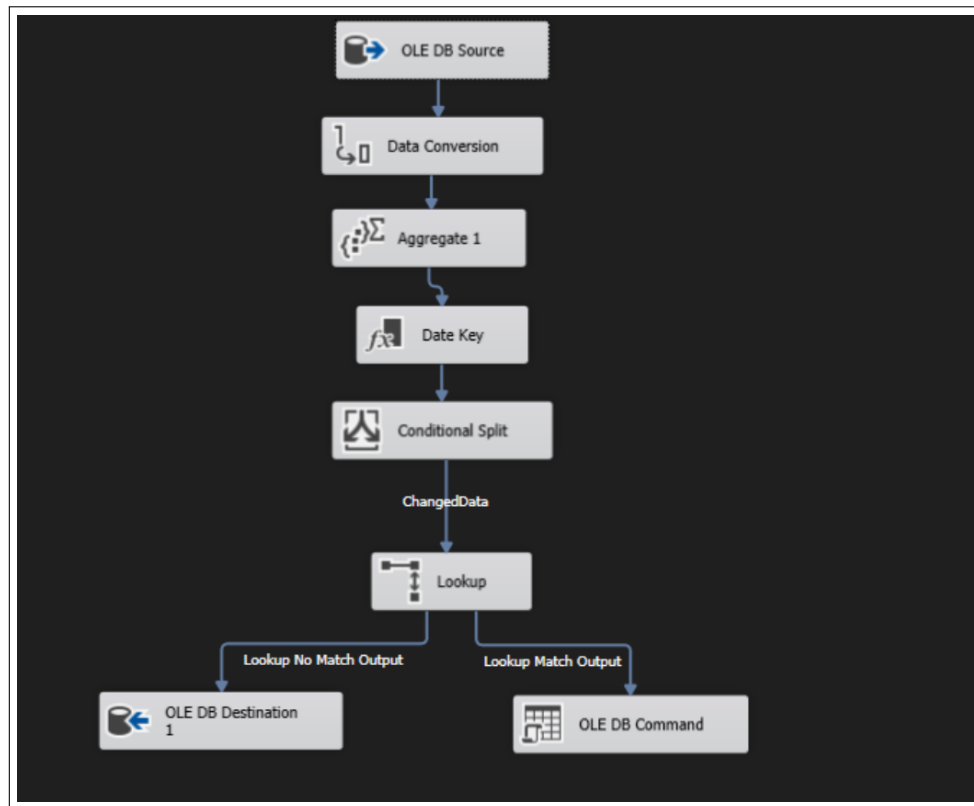 OLE DB Source
Data Conversion
Aggregate 1
Date Key
Conditional Split
ChangedData
Lookup
Lookup No Match Output
Lookup Match Output
OLE DB Destination
1
OLE DB Command